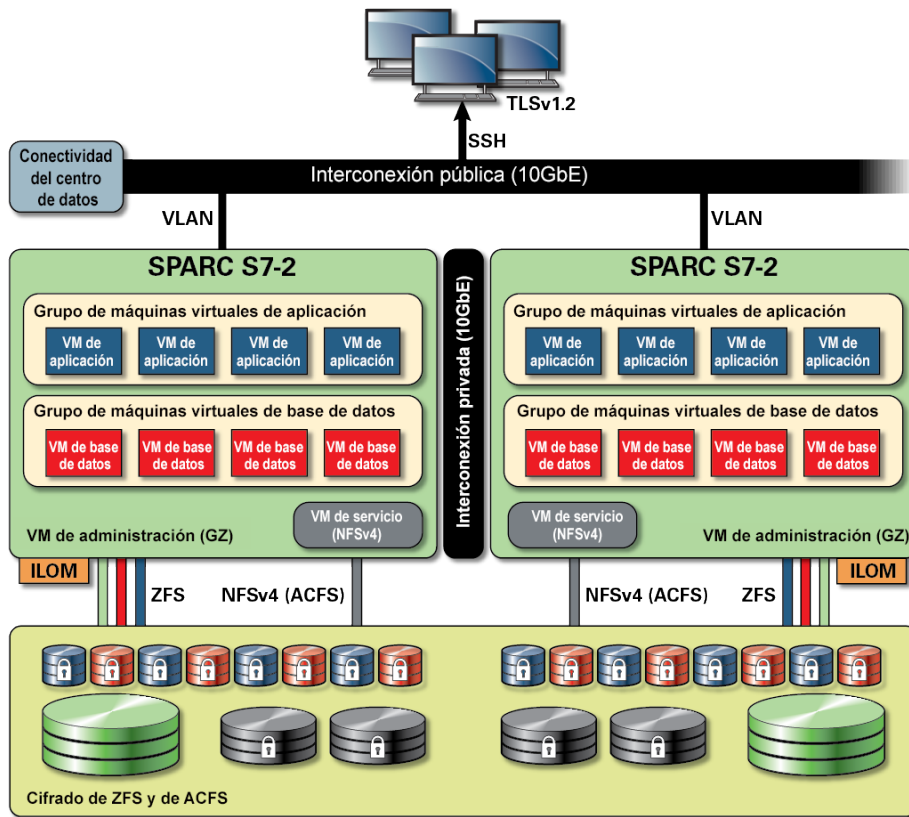 TLSv1.2
SSH
Conectividad
del centro
de datos
Interconexión pública (10GbE)
VLAN
VLAN
SPARC S7-2
Grupo de máquinas virtuales de aplicación
VM de
aplicación
VM de
aplicación
VM de
aplicación
VM de
aplicación
Grupo de máquinas virtuales de base de datos
VM de base
de datos
VM de base
de datos
VM de base
de datos
VM de base
de datos
VM de servicio
(NFSv4)
VM de administración (GZ)
Interconexión privada (10GbE)
SPARC S7-2
Grupo de máquinas virtuales de aplicación
VM de
aplicación
VM de
aplicación
VM de
aplicación
VM de
aplicación
Grupo de máquinas virtuales de base de datos
VM de base
de datos
VM de base
de datos
VM de base
de datos
VM de base
de datos
VM de servicio
(NFSv4)
VM de administración (GZ)
ILOM
ZFS
NFSv4 (ACFS)
NFSv4 (ACFS)
ZFS
ILOM
Cifrado de ZFS y de ACFS